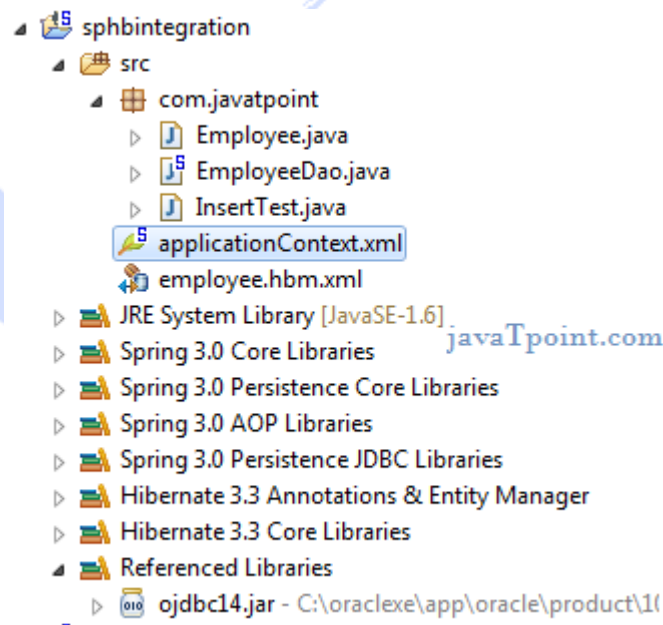 sphbintegration
src
com.javatpoint
Employee.java
EmployeeDao.java
InsertTest.java
applicationContext.xml
employee.hbm.xml
JRE System Library [JavaSE-1.6]
javaTpoint.com
Spring 3.0 Core Libraries
Spring 3.0 Persistence Core Libraries
Spring 3.0 AOP Libraries
Spring 3.0 Persistence JDBC Libraries
Hibernate 3.3 Annotations & Entity Manager
Hibernate 3.3 Core Libraries
Referenced Libraries
ojdbc14.jar - C:\oraclexe\app\oracle\product\1